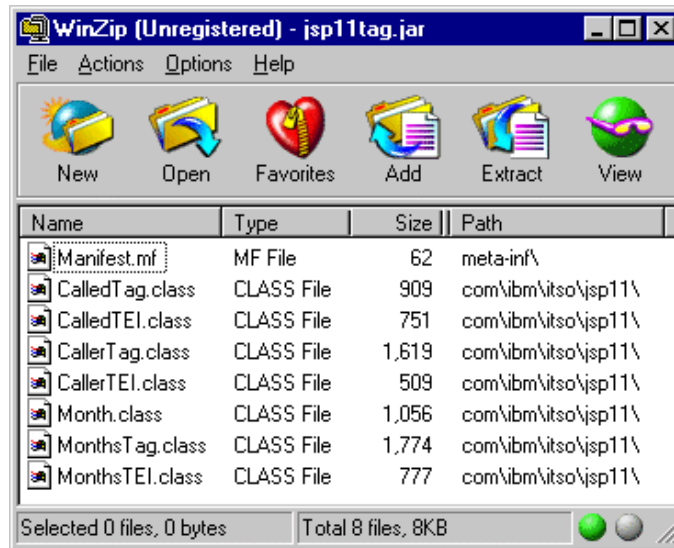 WinZip (Unregistered) - jsp11tag.jar
File Actions Options Help
New Open Favorites Add Extract View
Name Type Size Path
Manifest.mf MF File 62 meta-inf\
CalledTag.class CLASS File 909 com\ibm\itso\jsp11\
CalledTEI.class CLASS File 751 com\ibm\itso\jsp11\
CallerTag.class CLASS File 1,619 com\ibm\itso\jsp11\
CallerTEI.class CLASS File 509 com\ibm\itso\jsp11\
Month.class CLASS File 1,056 com\ibm\itso\jsp11\
MonthsTag.class CLASS File 1,774 com\ibm\itso\jsp11\
MonthsTEI.class CLASS File 777 com\ibm\itso\jsp11\
Selected 0 files, 0 bytes Total 8 files, 8KB